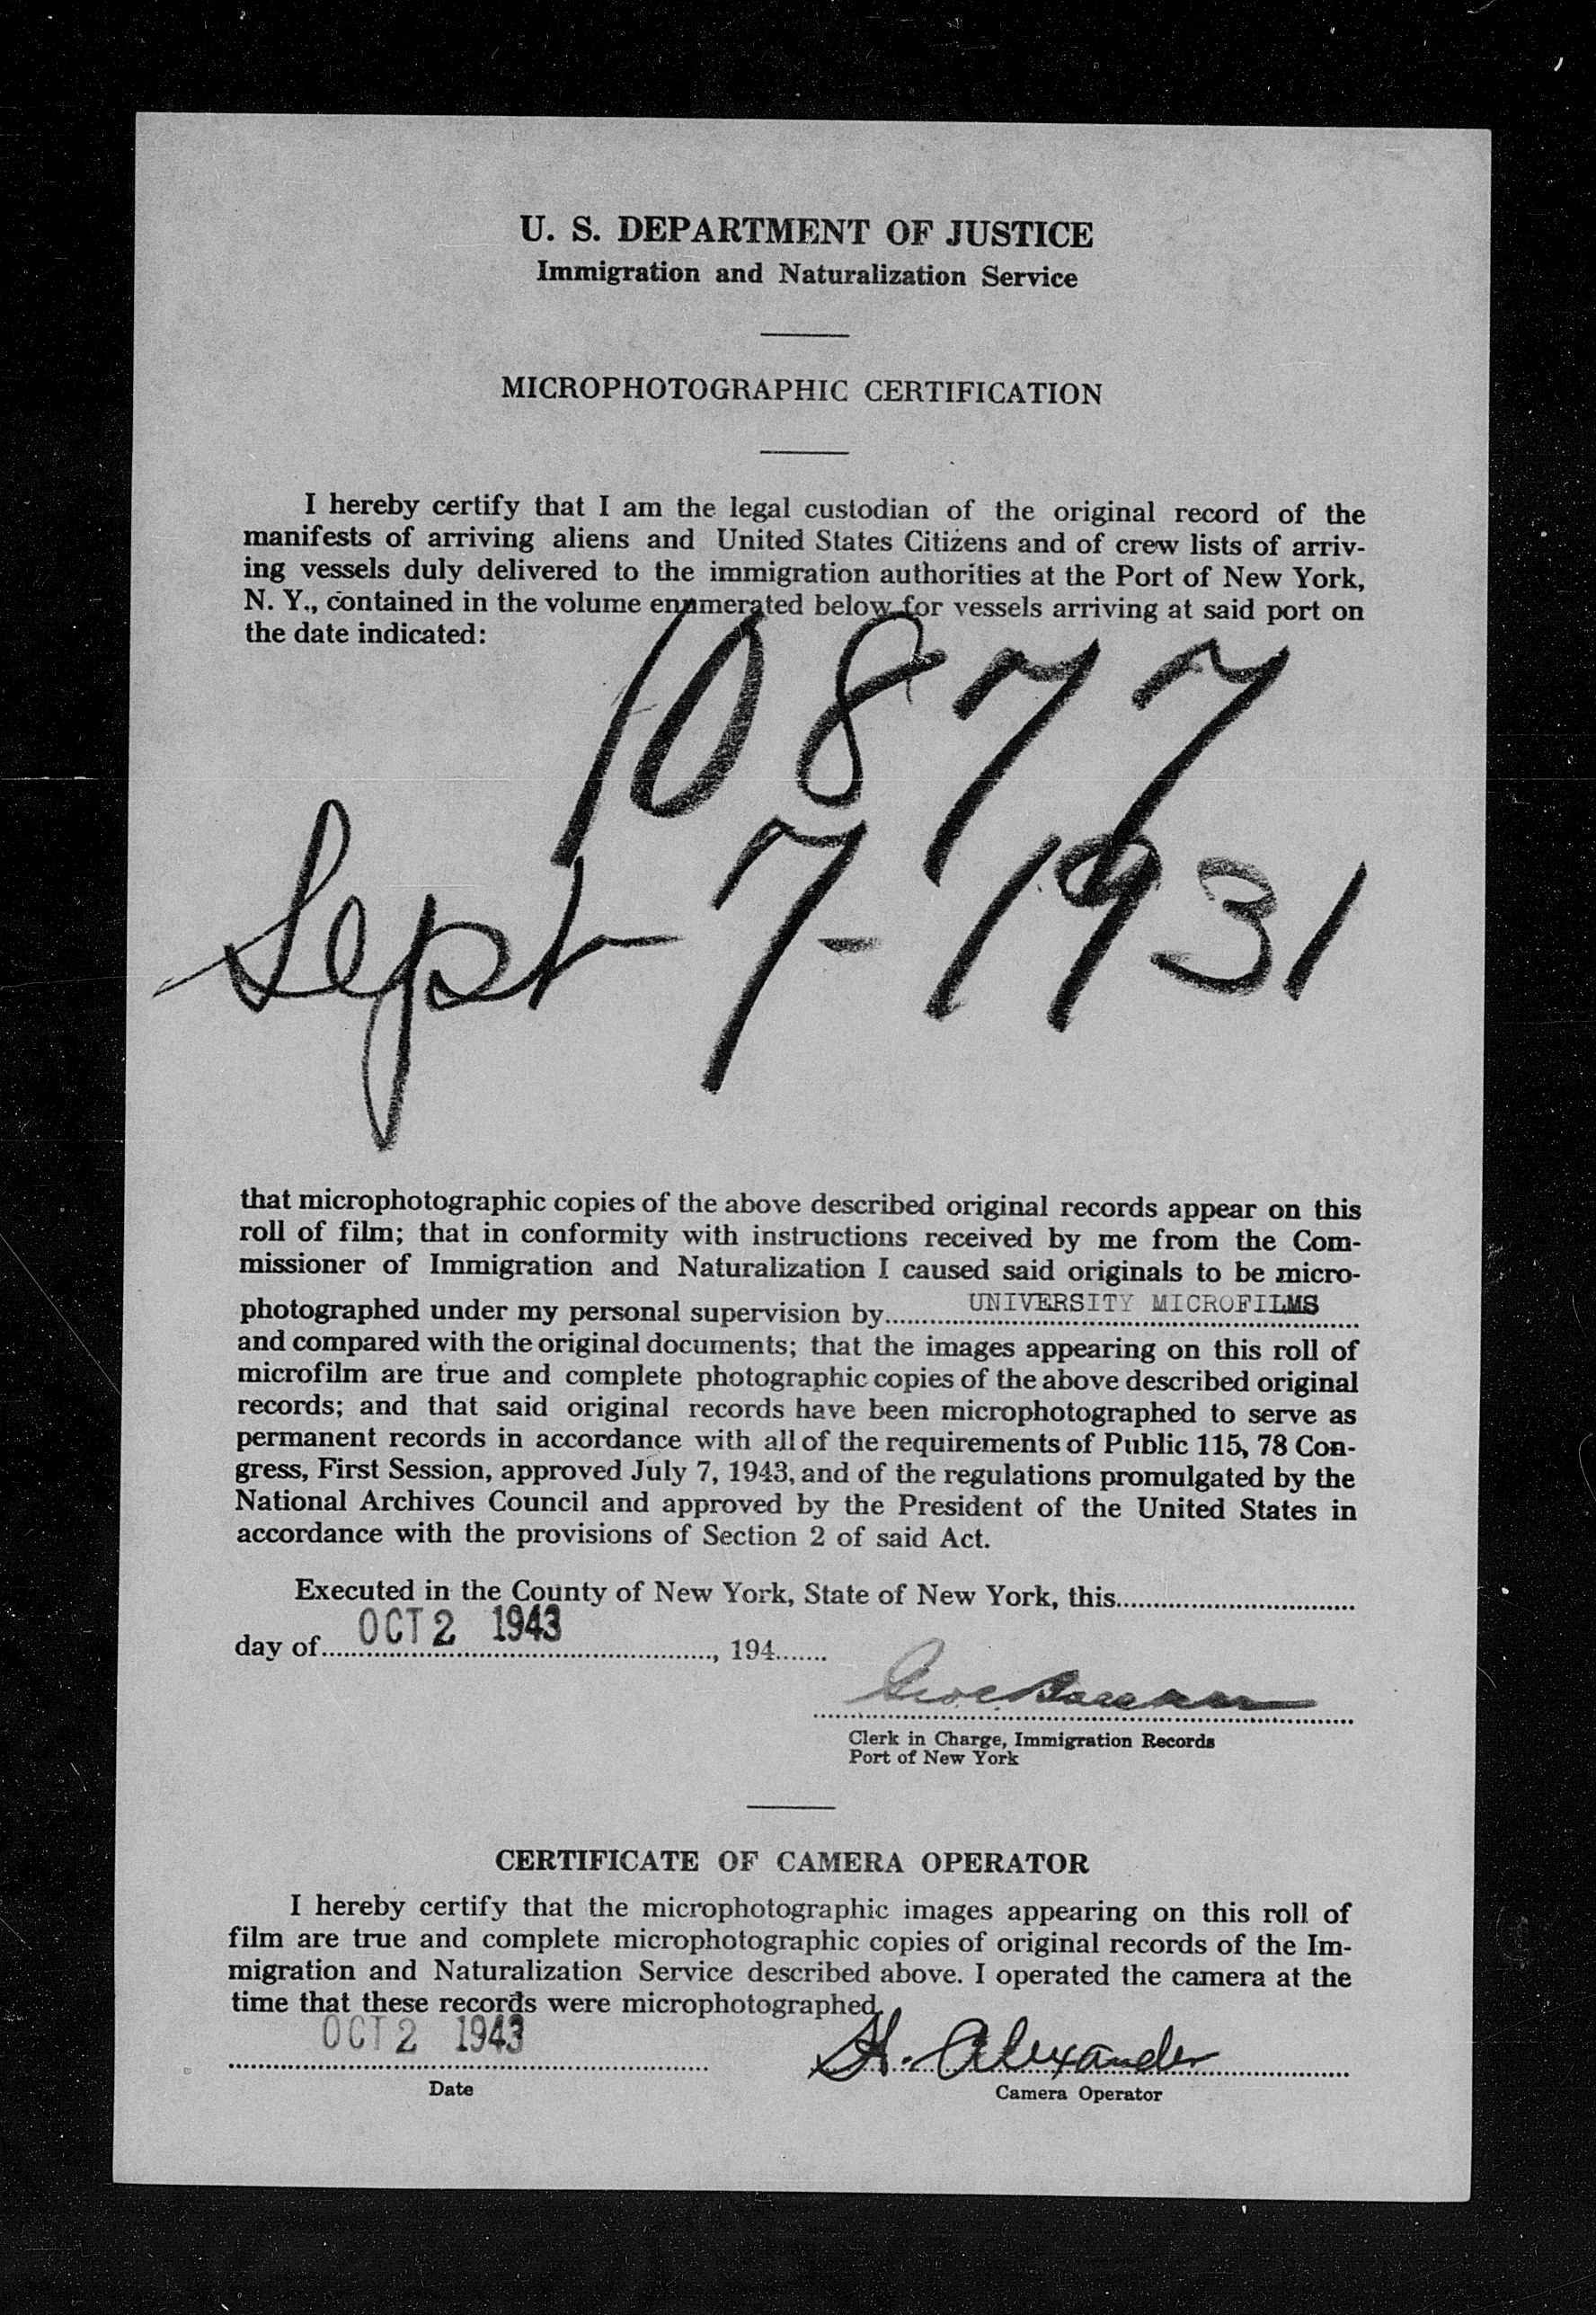 U. S. DEPARTMENT OF JUSTICE
Immigration and Naturalization Service
MICROPHOTOGRAPHIC CERTIFICATION
I hereby certify that I am the legal custodian of the original record of the
manifests of arriving aliens and United States Citizens and of crew lists of arriv-
ing vessels duly delivered to the immigration authorities at the Port of New York,
N. Y., contained in the volume enumerated below for vessels arriving at said port on
the date indicated:
10877
Sept 7-1931
that microphotographic copies of the above described original records appear on this
roll of film; that in conformity with instructions received by me from the Com-
missioner of Immigration and Naturalization I caused said originals to be micro-
photographed under my personal supervision by UNIVERSITY MICROFILMS
and compared with the original documents; that the images appearing on this roll of
microfilm are true and complete photographic copies of the above described original
records; and that said original records have been microphotographed to serve as
permanent records in accordance with all of the requirements of Public 115, 78 Con-
gress, First Session, approved July 7, 1943, and of the regulations promulgated by the
National Archives Council and approved by the President of the United States in
accordance with the provisions of Section 2 of said Act.
Executed in the County of New York, State of New York, this
day of OCT 2 1943, 194
Clerk in Charge, Immigration Records
Port of New York
CERTIFICATE OF CAMERA OPERATOR
I hereby certify that the microphotographic images appearing on this roll of
film are true and complete microphotographic copies of original records of the Im-
migration and Naturalization Service described above. I operated the camera at the
time that these records were microphotographed.
OCT 2 1943 H. Alexander
Date Camera Operator